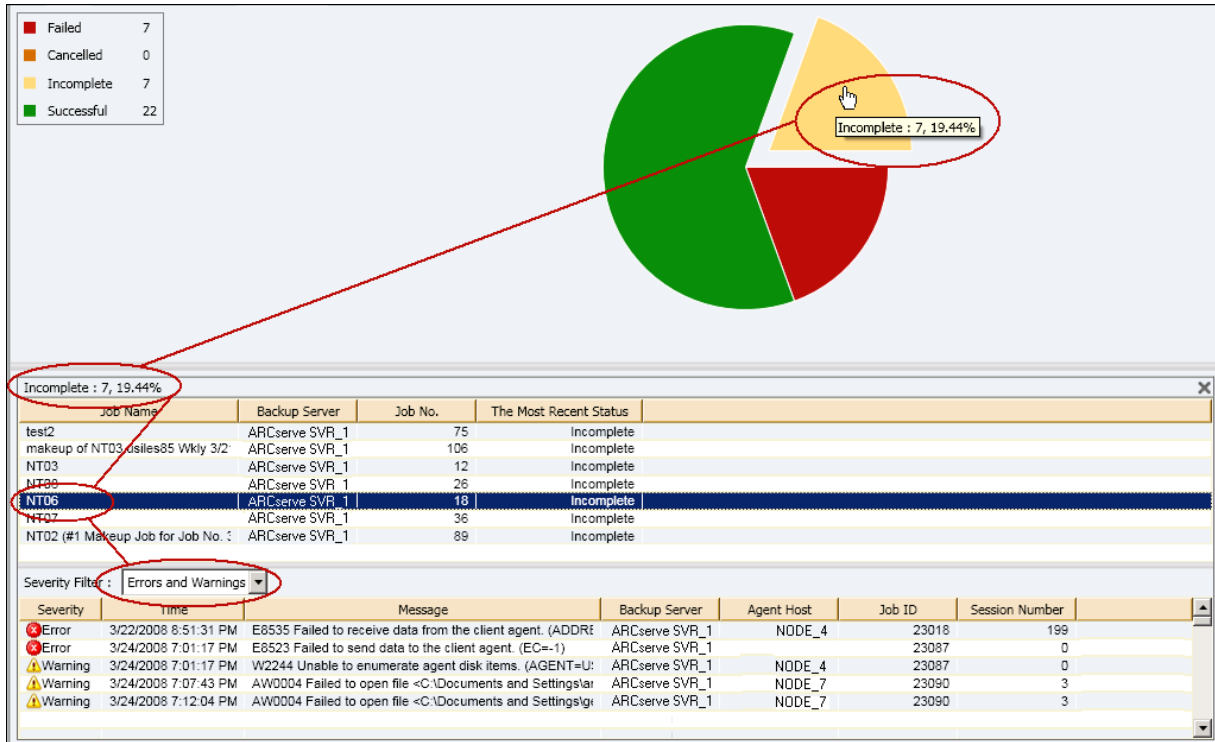 Failed 7
Cancelled 0
Incomplete 7
Successful 22
Incomplete : 7, 19.44%
Incomplete : 7, 19.44%
Job Name Backup Server Job No. The Most Recent Status
test2 ARCserve SVR_1 75 Incomplete
makeup of NT03 usiles85 Wkly 3/2 ARCserve SVR_1 106 Incomplete
NT03 ARCserve SVR_1 12 Incomplete
ARCserve SVR_1 26 Incomplete
NT06 ARCserve SVR_1 18 Incomplete
NT07 ARCserve SVR_1 36 Incomplete
NT02 (#1 Makeup Job for Job No. 3 ARCserve SVR_1 89 Incomplete
Severity Filter : Errors and Warnings
Severity Time Message Backup Server Agent Host Job ID Session Number
Error 3/22/2008 8:51:31 PM E8535 Failed to receive data from the client agent. (ADDRE ARCserve SVR_1 NODE_4 23018 199
Error 3/24/2008 7:01:17 PM E8523 Failed to send data to the client agent. (EC=-1) ARCserve SVR_1 23087 0
Warning 3/24/2008 7:01:17 PM W2244 Unable to enumerate agent disk items. (AGENT=U ARCserve SVR_1 NODE_4 23087 0
Warning 3/24/2008 7:07:43 PM AW0004 Failed to open file <C:\Documents and Settings\ar ARCserve SVR_1 NODE_7 23090 3
Warning 3/24/2008 7:12:04 PM AW0004 Failed to open file <C:\Documents and Settings\ge ARCserve SVR_1 NODE_7 23090 3